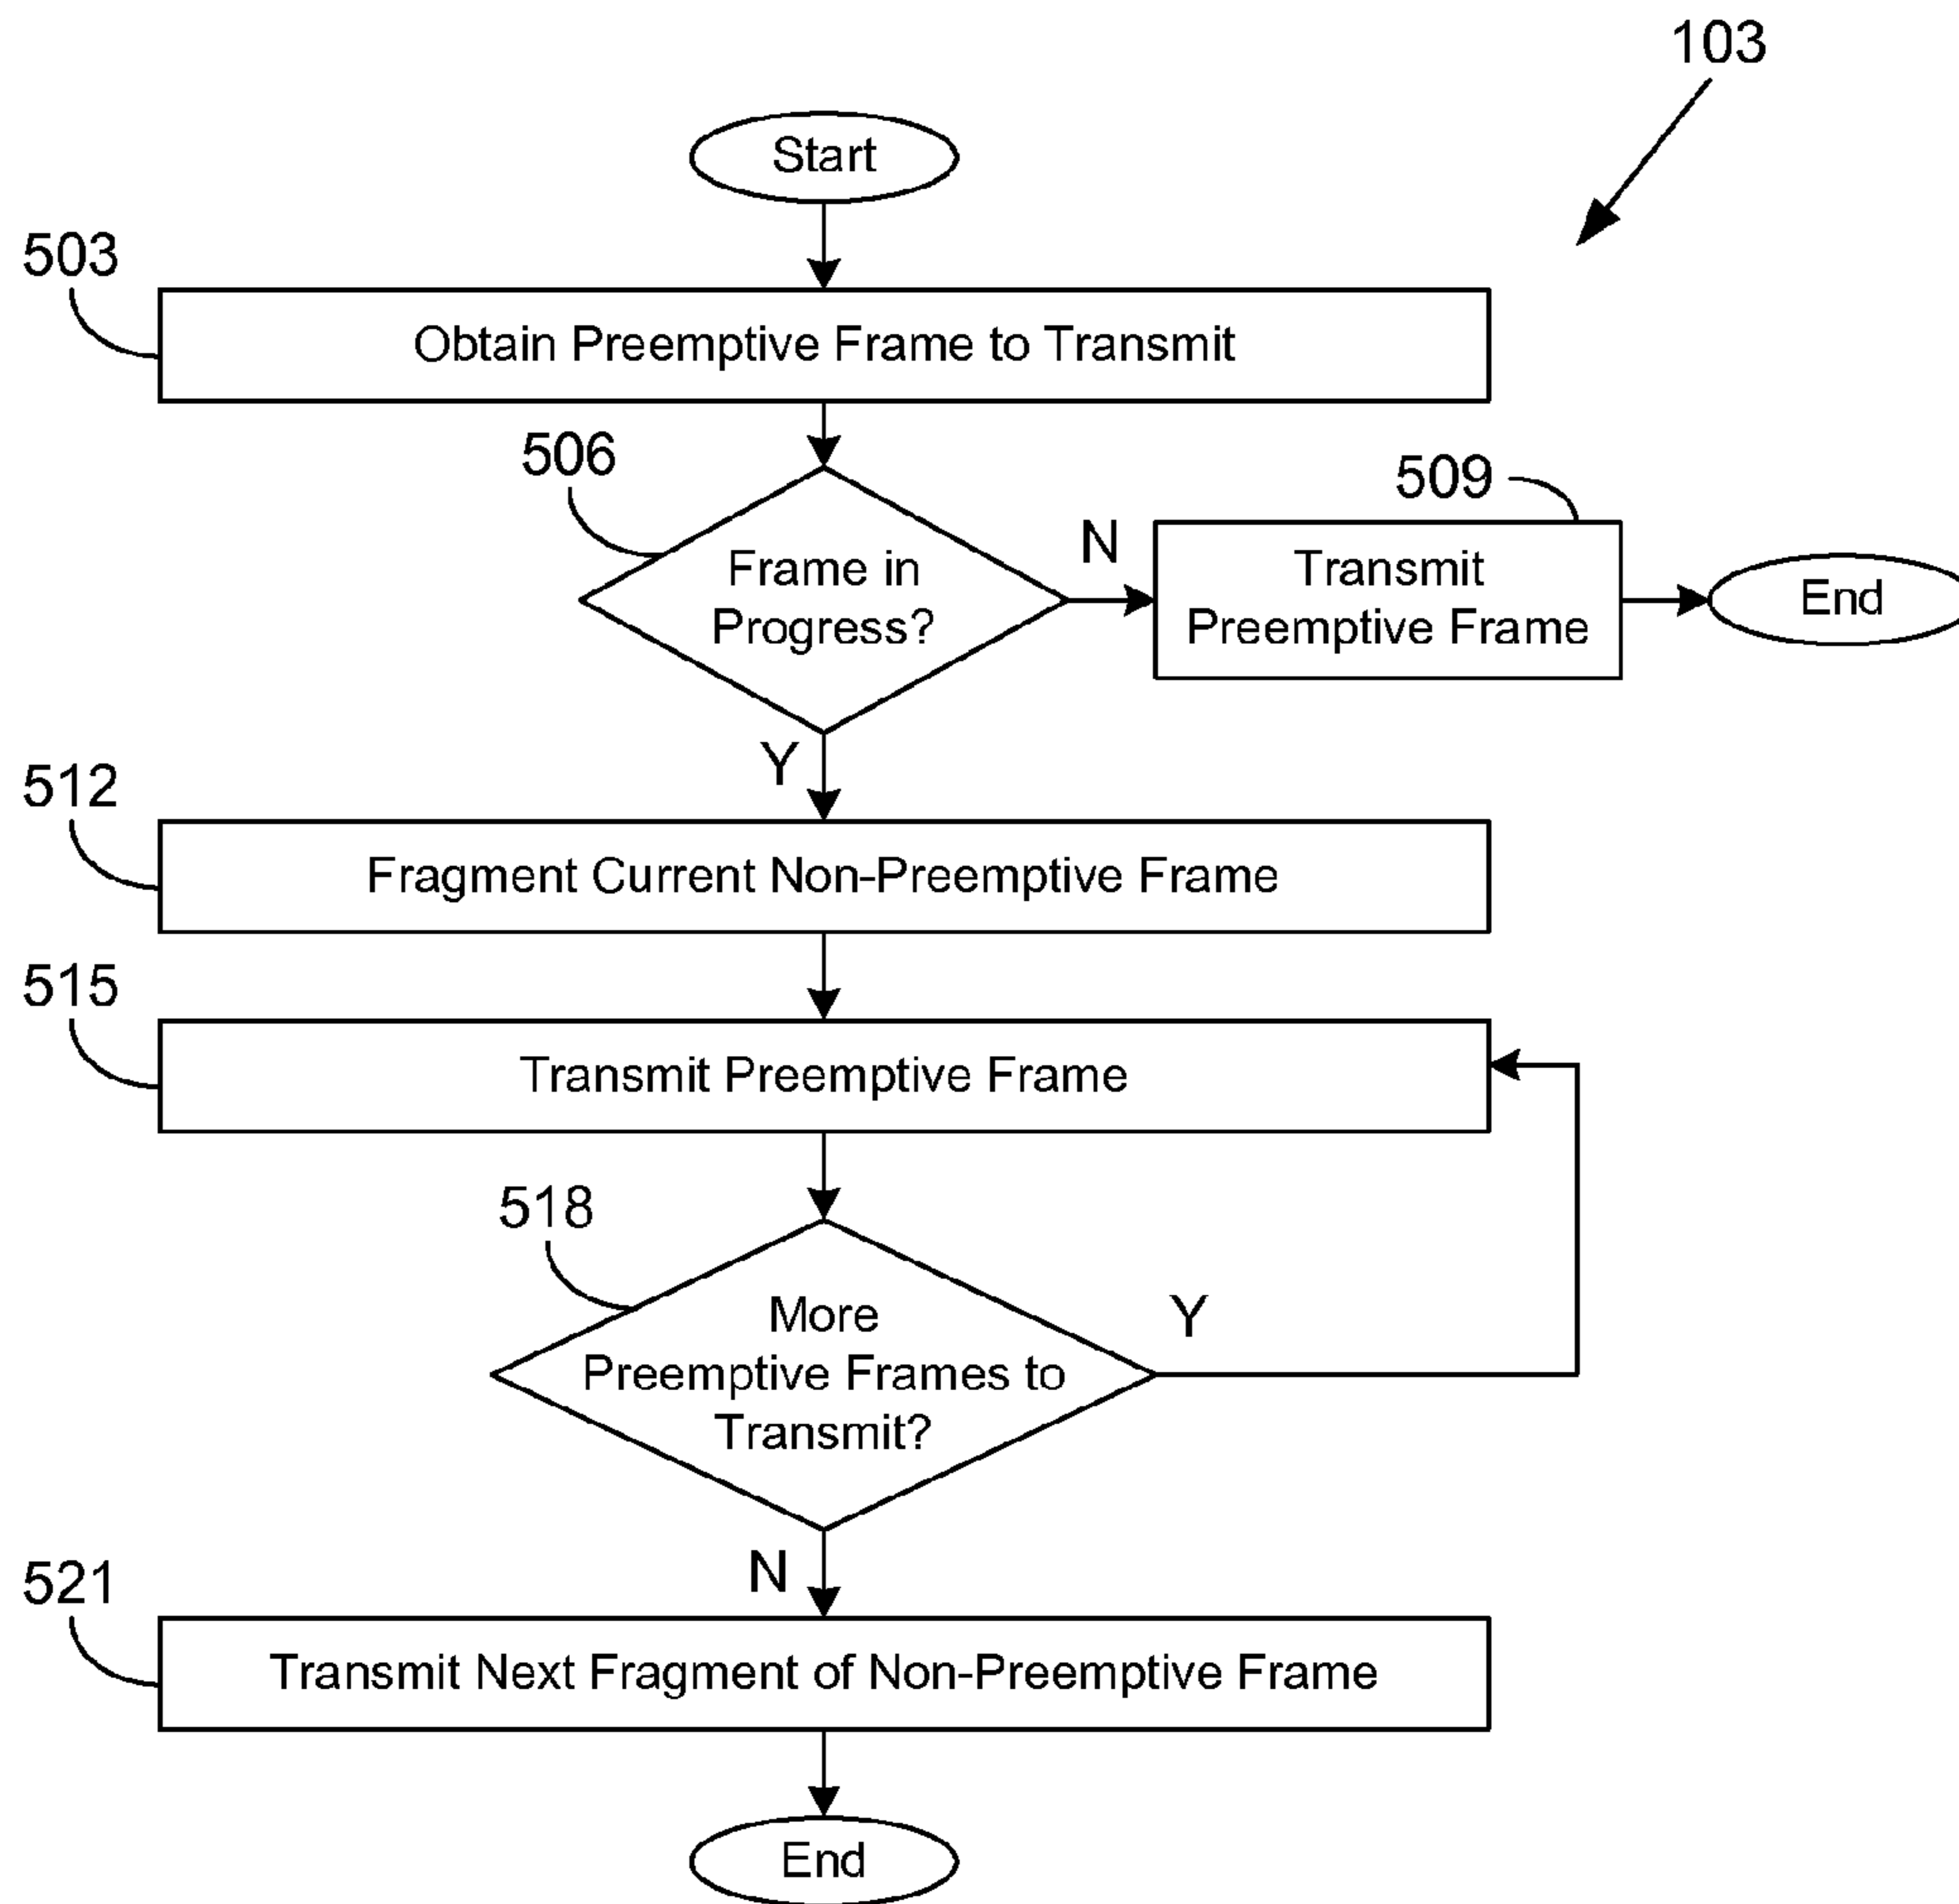 103
Start
503
Obtain Preemptive Frame to Transmit
506
Frame in
Progress?
N
509
Transmit
Preemptive Frame
End
Y
512
Fragment Current Non-Preemptive Frame
515
Transmit Preemptive Frame
518
More
Preemptive Frames to
Transmit?
Y
N
521
Transmit Next Fragment of Non-Preemptive Frame
End